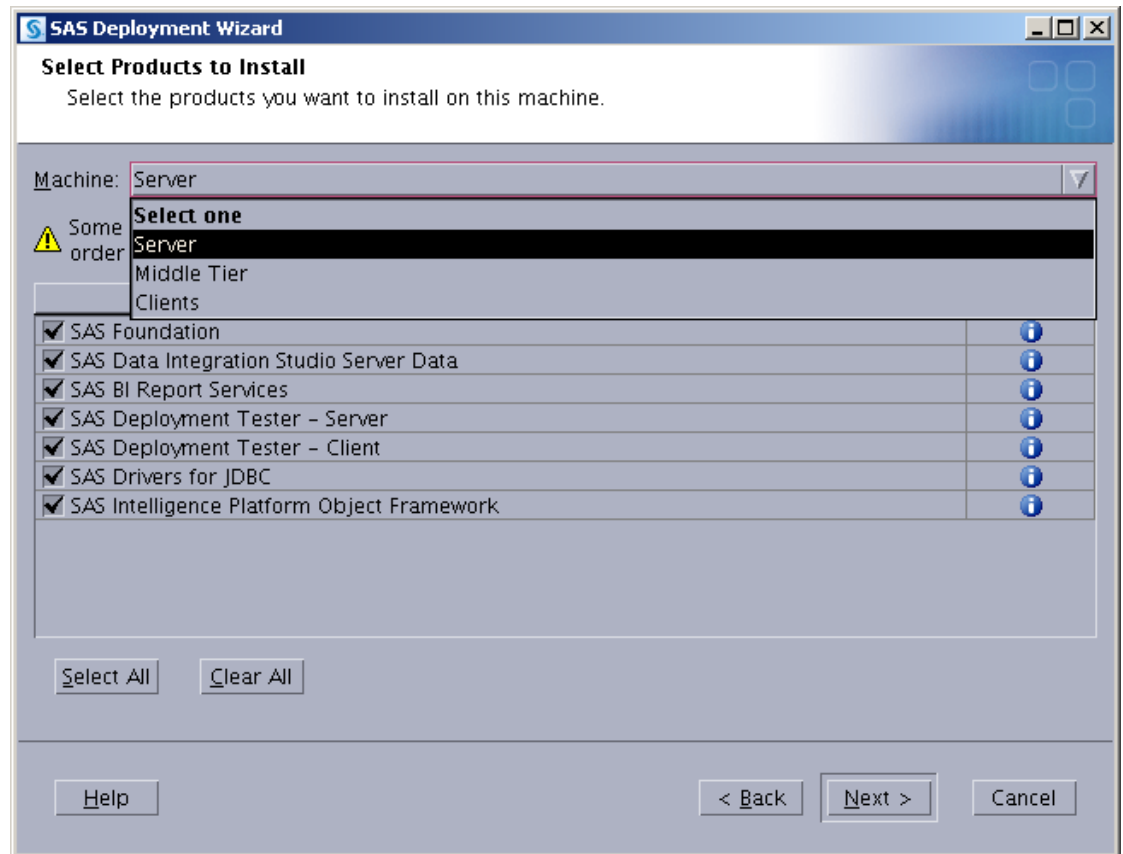 SAS Deployment Wizard
Select Products to Install
Select the products you want to install on this machine.
Machine: Server
Select one
Some
Server
order
Middle Tier
Clients
SAS Foundation
SAS Data Integration Studio Server Data
SAS BI Report Services
SAS Deployment Tester – Server
SAS Deployment Tester – Client
SAS Drivers for JDBC
SAS Intelligence Platform Object Framework
Select All Clear All
Help < Back Next > Cancel